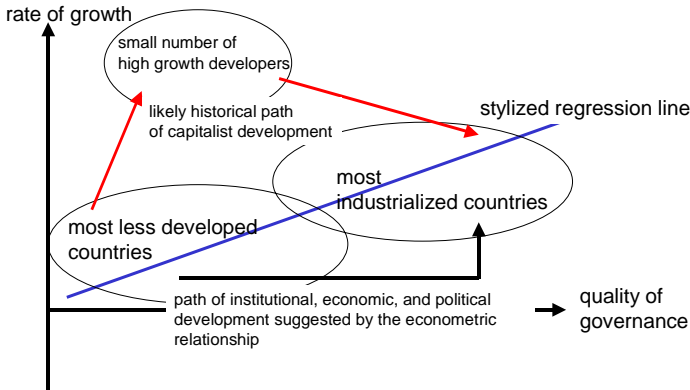 rate of growth
small number of
high growth developers
likely historical path
of capitalist development
stylized regression line
most
industrialized countries
most less developed
countries
path of institutional, economic, and political
development suggested by the econometric
relationship
quality of
governance